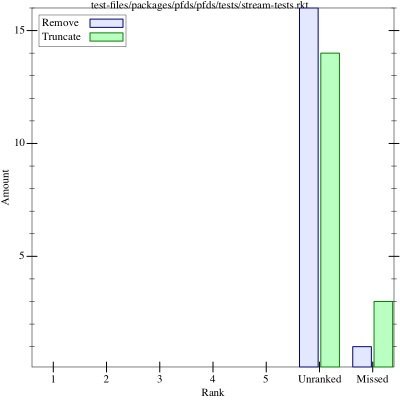 test-files/packages/pfds/pfds/tests/stream-tests.rkt
Remove
Truncate
15
10
5
Amount
1 2 3 4 5 Unranked Missed
Rank